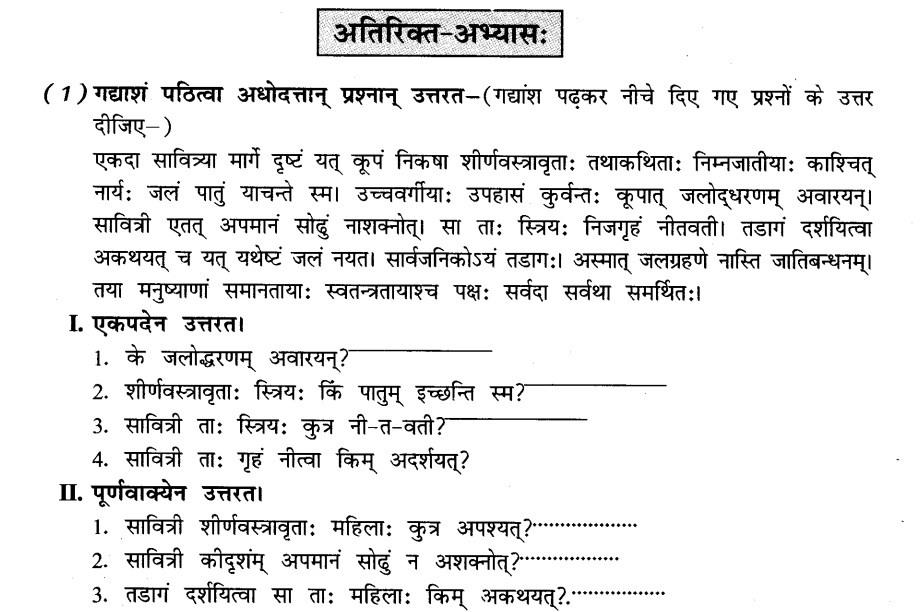 अतिरिक्त-अभ्यासः
(1) गद्याशं पठित्वा अधोदत्तान् प्रश्नान् उत्तरत–(गद्यांश पढ़कर नीचे दिए गए प्रश्नों के उत्तर
दीजिए–)
एकदा सावित्र्या मार्गे दृष्टं यत् कूपं निकषा शीर्णवस्त्रावृताः तथाकथिताः निम्नजातीयाः काश्चित्
नार्यः जलं पातुं याचन्ते स्म। उच्चवर्गीयाः उपहासं कुर्वन्तः कूपात् जलोद्धरणम् अवारयन्।
सावित्री एतत् अपमानं सोढुं नाशक्नोत्। सा ताः स्त्रियः निजगृहं नीतवती। तडागं दर्शयित्वा
अकथयत् च यत् यथेष्टं जलं नयत। सार्वजनिकोऽयं तडागः। अस्मात् जलग्रहणे नास्ति जातिबन्धनम्।
तया मनुष्याणां समानतायाः स्वतन्त्रतायाश्च पक्षः सर्वदा सर्वथा समर्थितः।
I. एकपदेन उत्तरत।
1. के जलोद्धरणम् अवारयन्?
2. शीर्णवस्त्रावृताः स्त्रियः किं पातुम् इच्छन्ति स्म?
3. सावित्री ताः स्त्रियः कुत्र नी-त-वती?
4. सावित्री ताः गृहं नीत्वा किम् अदर्शयत्?
II. पूर्णवाक्येन उत्तरत।
1. सावित्री शीर्णवस्त्रावृताः महिलाः कुत्र अपश्यत्?..................
2. सावित्री कीदृशंम् अपमानं सोढुं न अशक्नोत्?..................
3. तडागं दर्शयित्वा सा ताः महिलाः किम् अकथयत्?..................